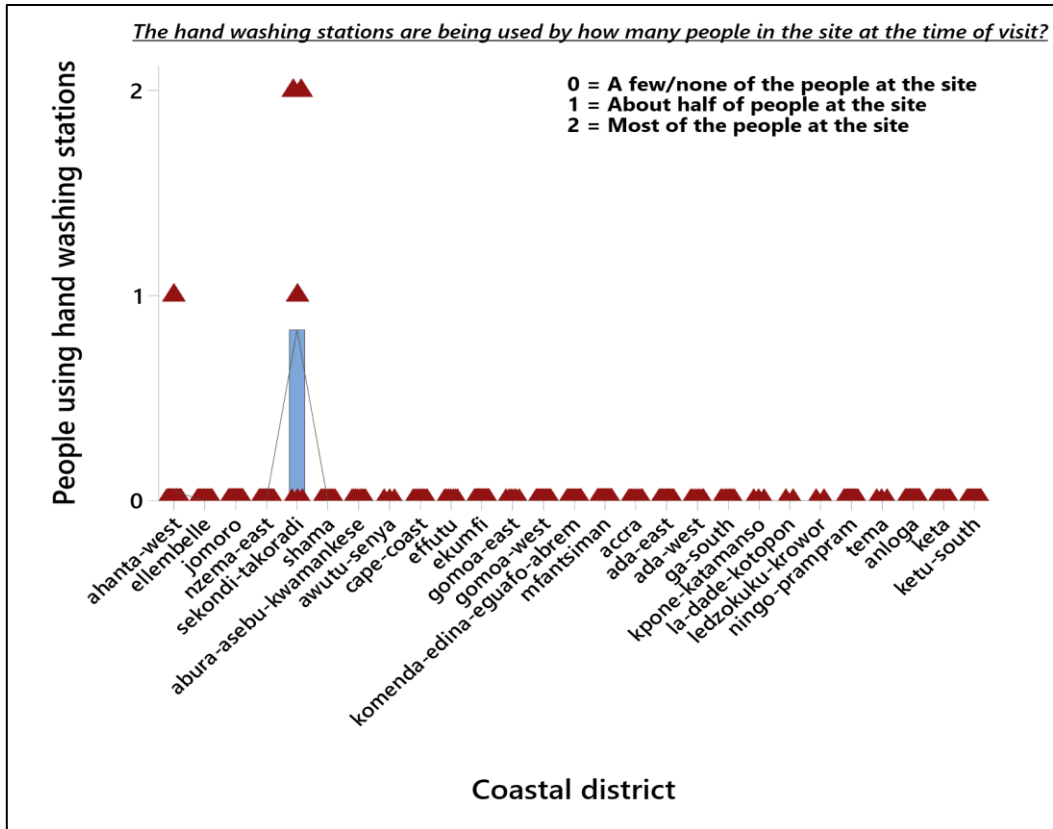 The hand washing stations are being used by how many people in the site at the time of visit?
0 = A few/none of the people at the site
1 = About half of people at the site
2 = Most of the people at the site
People using hand washing stations
2
1
0
ahanta-west
ellembelle
jomoro
nzema-east
sekondi-takoradi
shama
abura-asebu-kwamankese
awutu-senya
cape-coast
effutu
ekumfi
gomoa-east
gomoa-west
komenda-edina-eguafo-abrem
mfantsiman
accra
ada-east
ada-west
ga-south
kpone-katamanso
la-dade-kotopon
ledzokuku-krowor
ningo-prampram
tema
anloga
keta
ketu-south
Coastal district